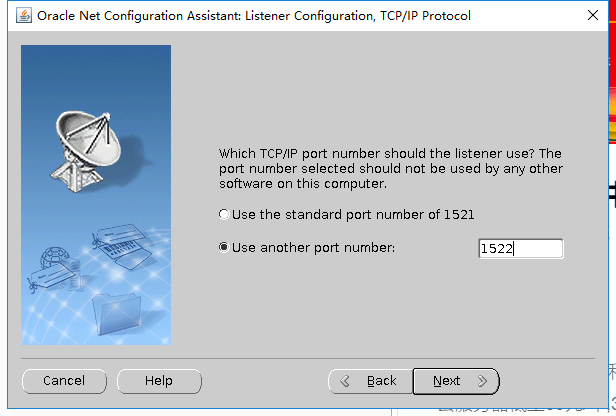 Oracle Net Configuration Assistant: Listener Configuration, TCP/IP Protocol
Which TCP/IP port number should the listener use? The
port number selected should not be used by any other
software on this computer.
Use the standard port number of 1521
Use another port number:
1522
Cancel
Help
Back
Next